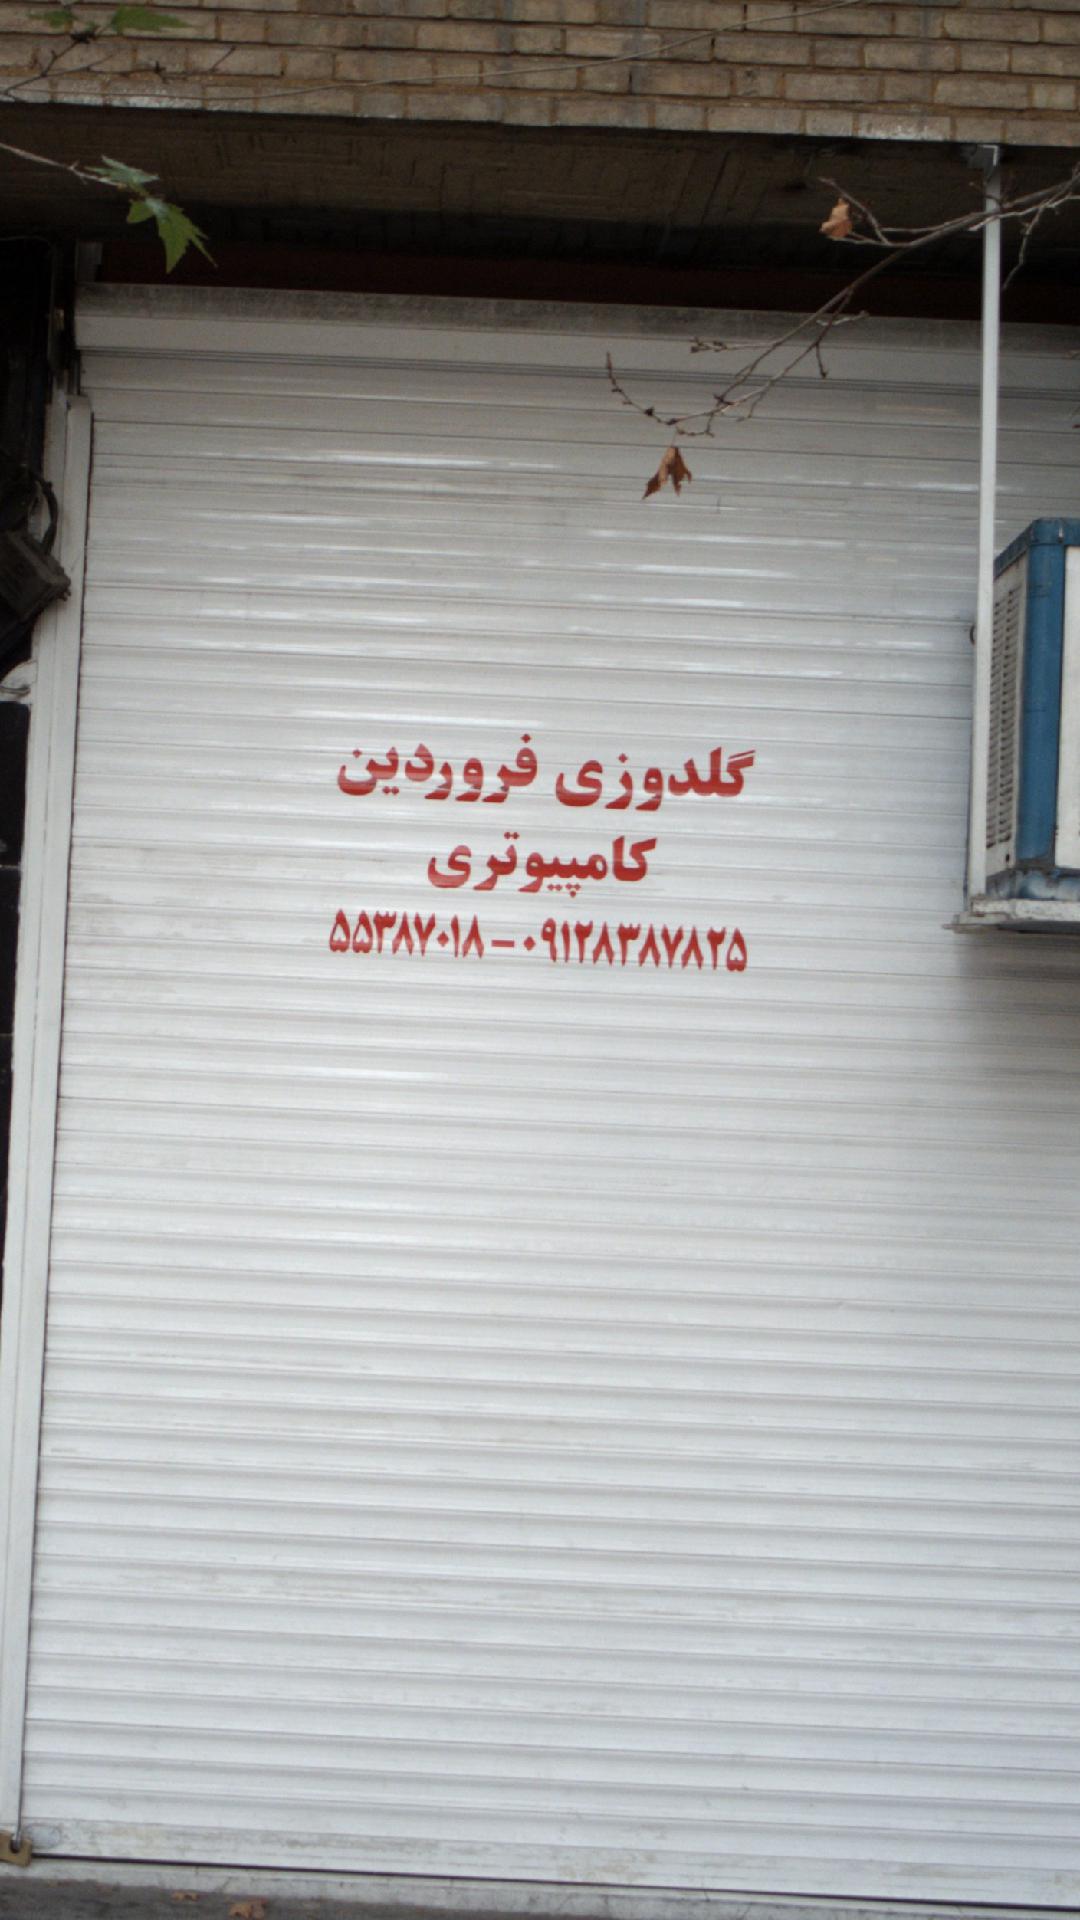 گلدوزی فروردین
کامپیوتری
۵۵۳۸۷۰۱۸ – ۰۹۱۲۸۳۸۷۸۲۵